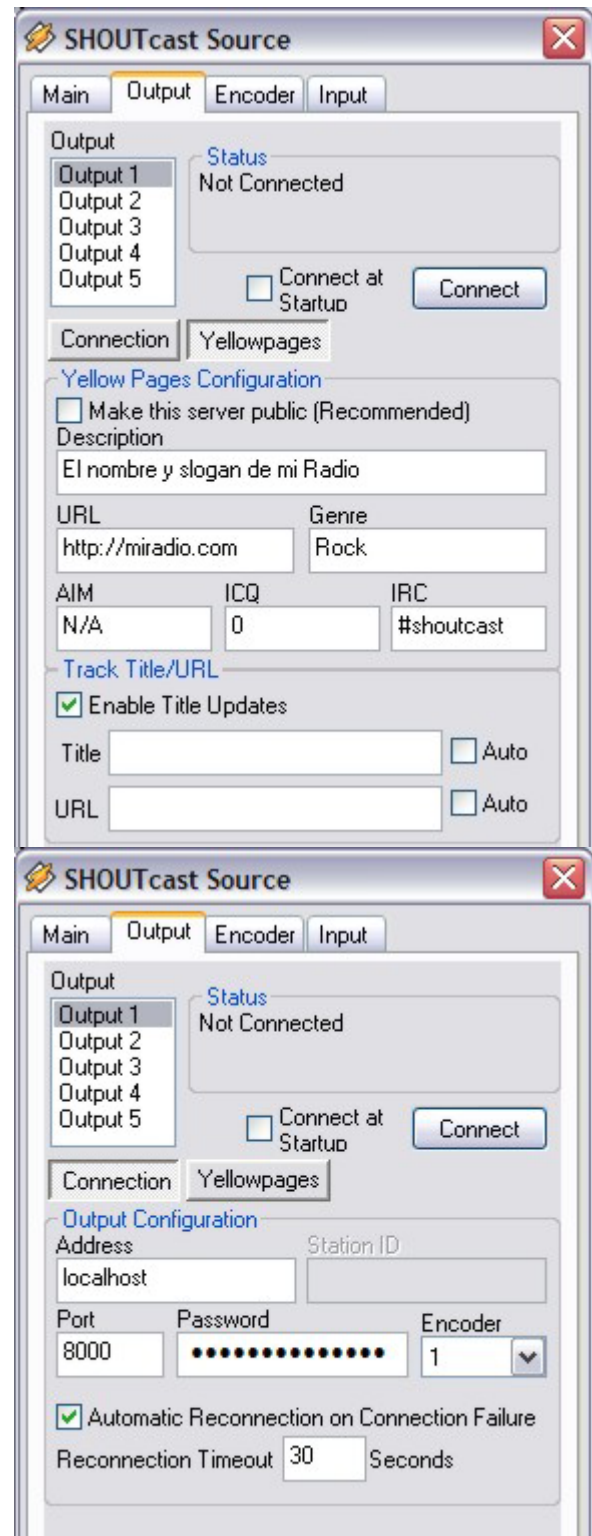 SHOUTcast Source
Main Output Encoder Input
Output
Output 1
Output 2
Output 3
Output 4
Output 5
Status
Not Connected
Connect at
Startup
Connect
Connection Yellowpages
Yellow Pages Configuration
Make this server public (Recommended)
Description
El nombre y slogan de mi Radio
URL Genre
http://miradio.com Rock
AIM ICQ IRC
N/A 0 #shoutcast
Track Title/URL
Enable Title Updates
Title Auto
URL Auto
SHOUTcast Source
Main Output Encoder Input
Output
Output 1
Output 2
Output 3
Output 4
Output 5
Status
Not Connected
Connect at
Startup
Connect
Connection Yellowpages
Output Configuration
Address Station ID
localhost
Port Password Encoder
8000 ●●●●●●●●●●●●●● 1
Automatic Reconnection on Connection Failure
Reconnection Timeout 30 Seconds